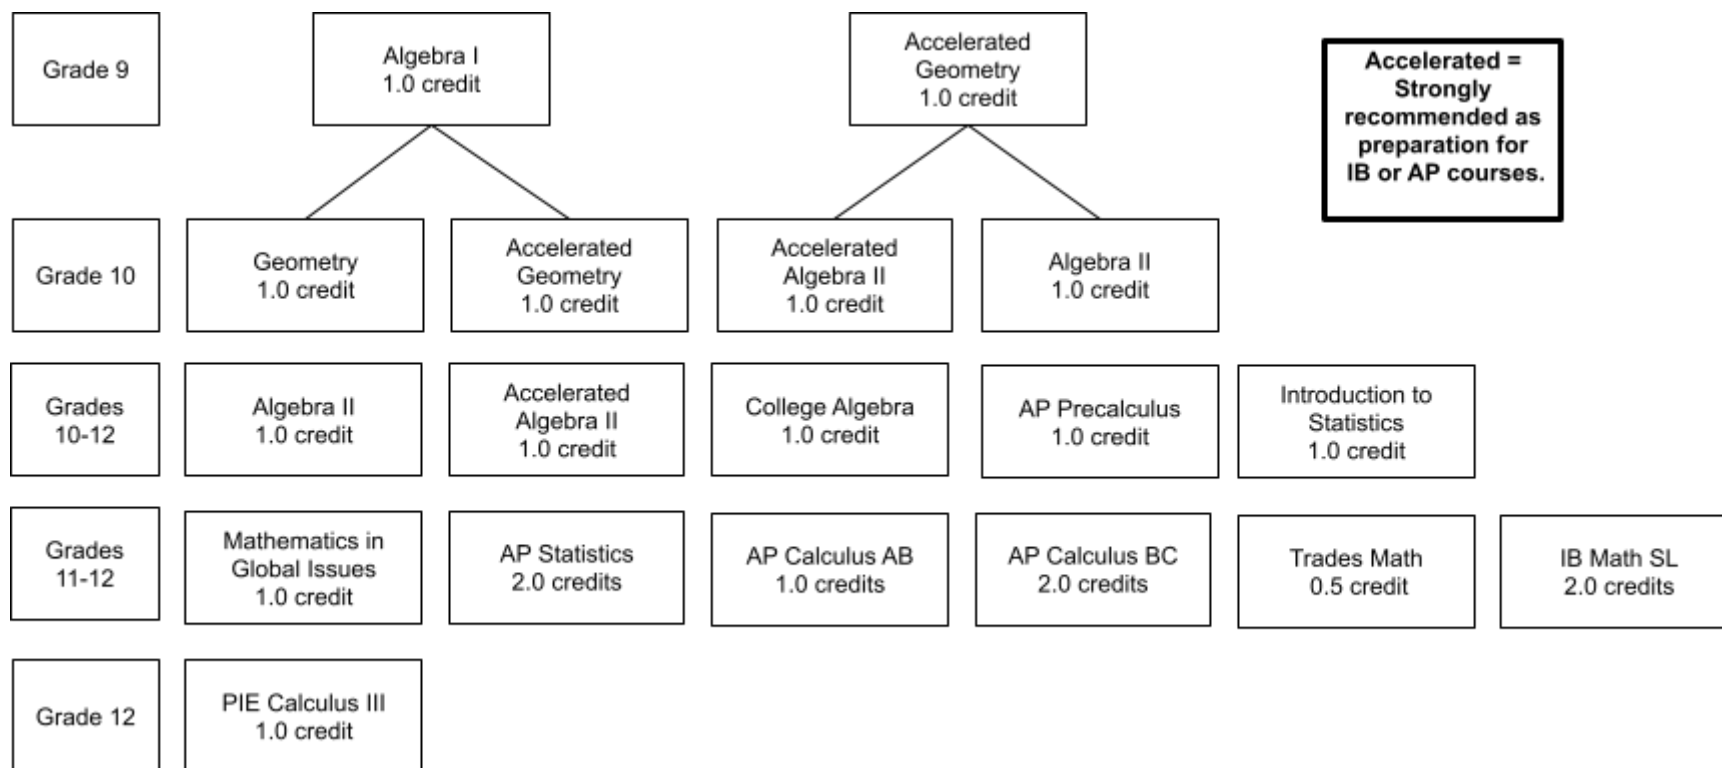 Grade 9
Algebra I
1.0 credit
Accelerated
Geometry
1.0 credit
Accelerated =
Strongly
recommended as
preparation for
IB or AP courses.
Grade 10
Geometry
1.0 credit
Accelerated
Geometry
1.0 credit
Accelerated
Algebra II
1.0 credit
Algebra II
1.0 credit
Grades
10-12
Algebra II
1.0 credit
Accelerated
Algebra II
1.0 credit
College Algebra
1.0 credit
AP Precalculus
1.0 credit
Introduction to
Statistics
1.0 credit
Grades
11-12
Mathematics in
Global Issues
1.0 credit
AP Statistics
2.0 credits
AP Calculus AB
1.0 credits
AP Calculus BC
2.0 credits
Trades Math
0.5 credit
IB Math SL
2.0 credits
Grade 12
PIE Calculus III
1.0 credit